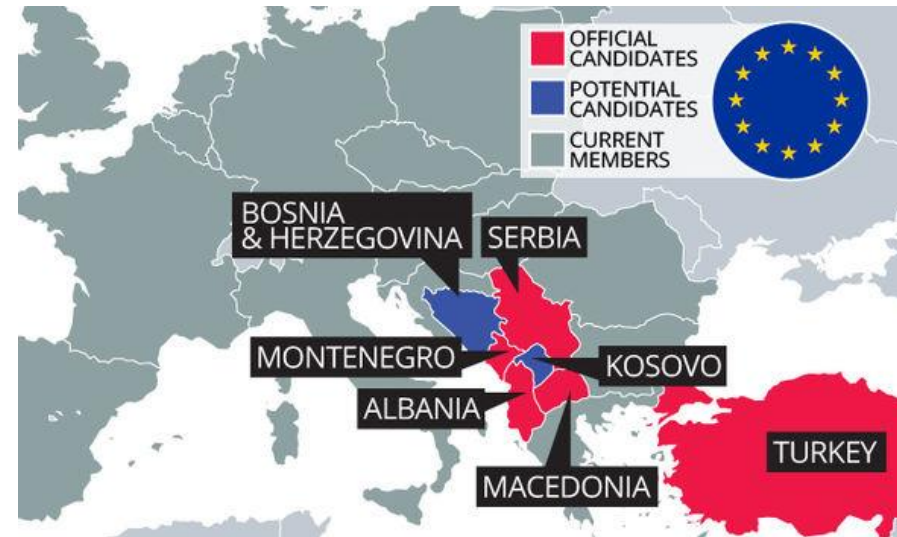 OFFICIAL
CANDIDATES
POTENTIAL
CANDIDATES
CURRENT
MEMBERS
BOSNIA
& HERZEGOVINA
SERBIA
MONTENEGRO
KOSOVO
ALBANIA
TURKEY
MACEDONIA